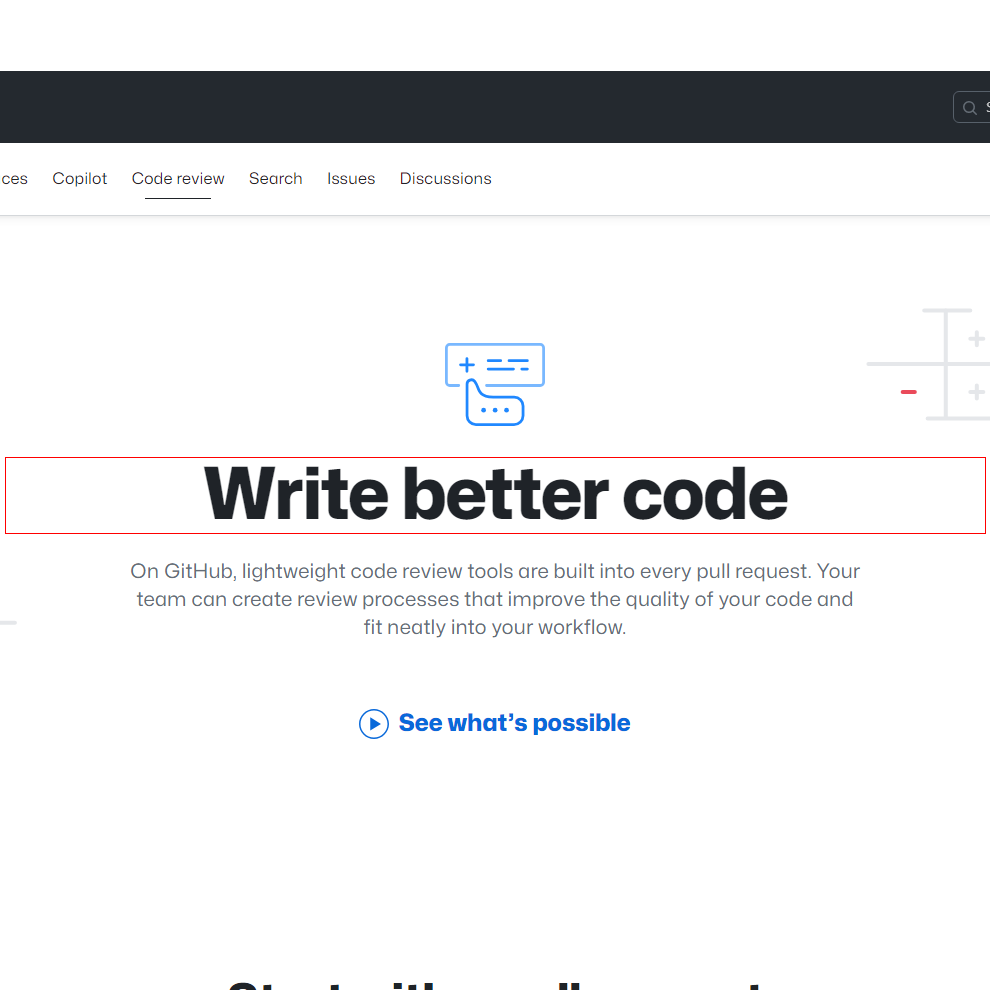 Copilot Code review Search Issues Discussions
Write better code
On GitHub, lightweight code review tools are built into every pull request. Your
team can create review processes that improve the quality of your code and
fit neatly into your workflow.
See what's possible